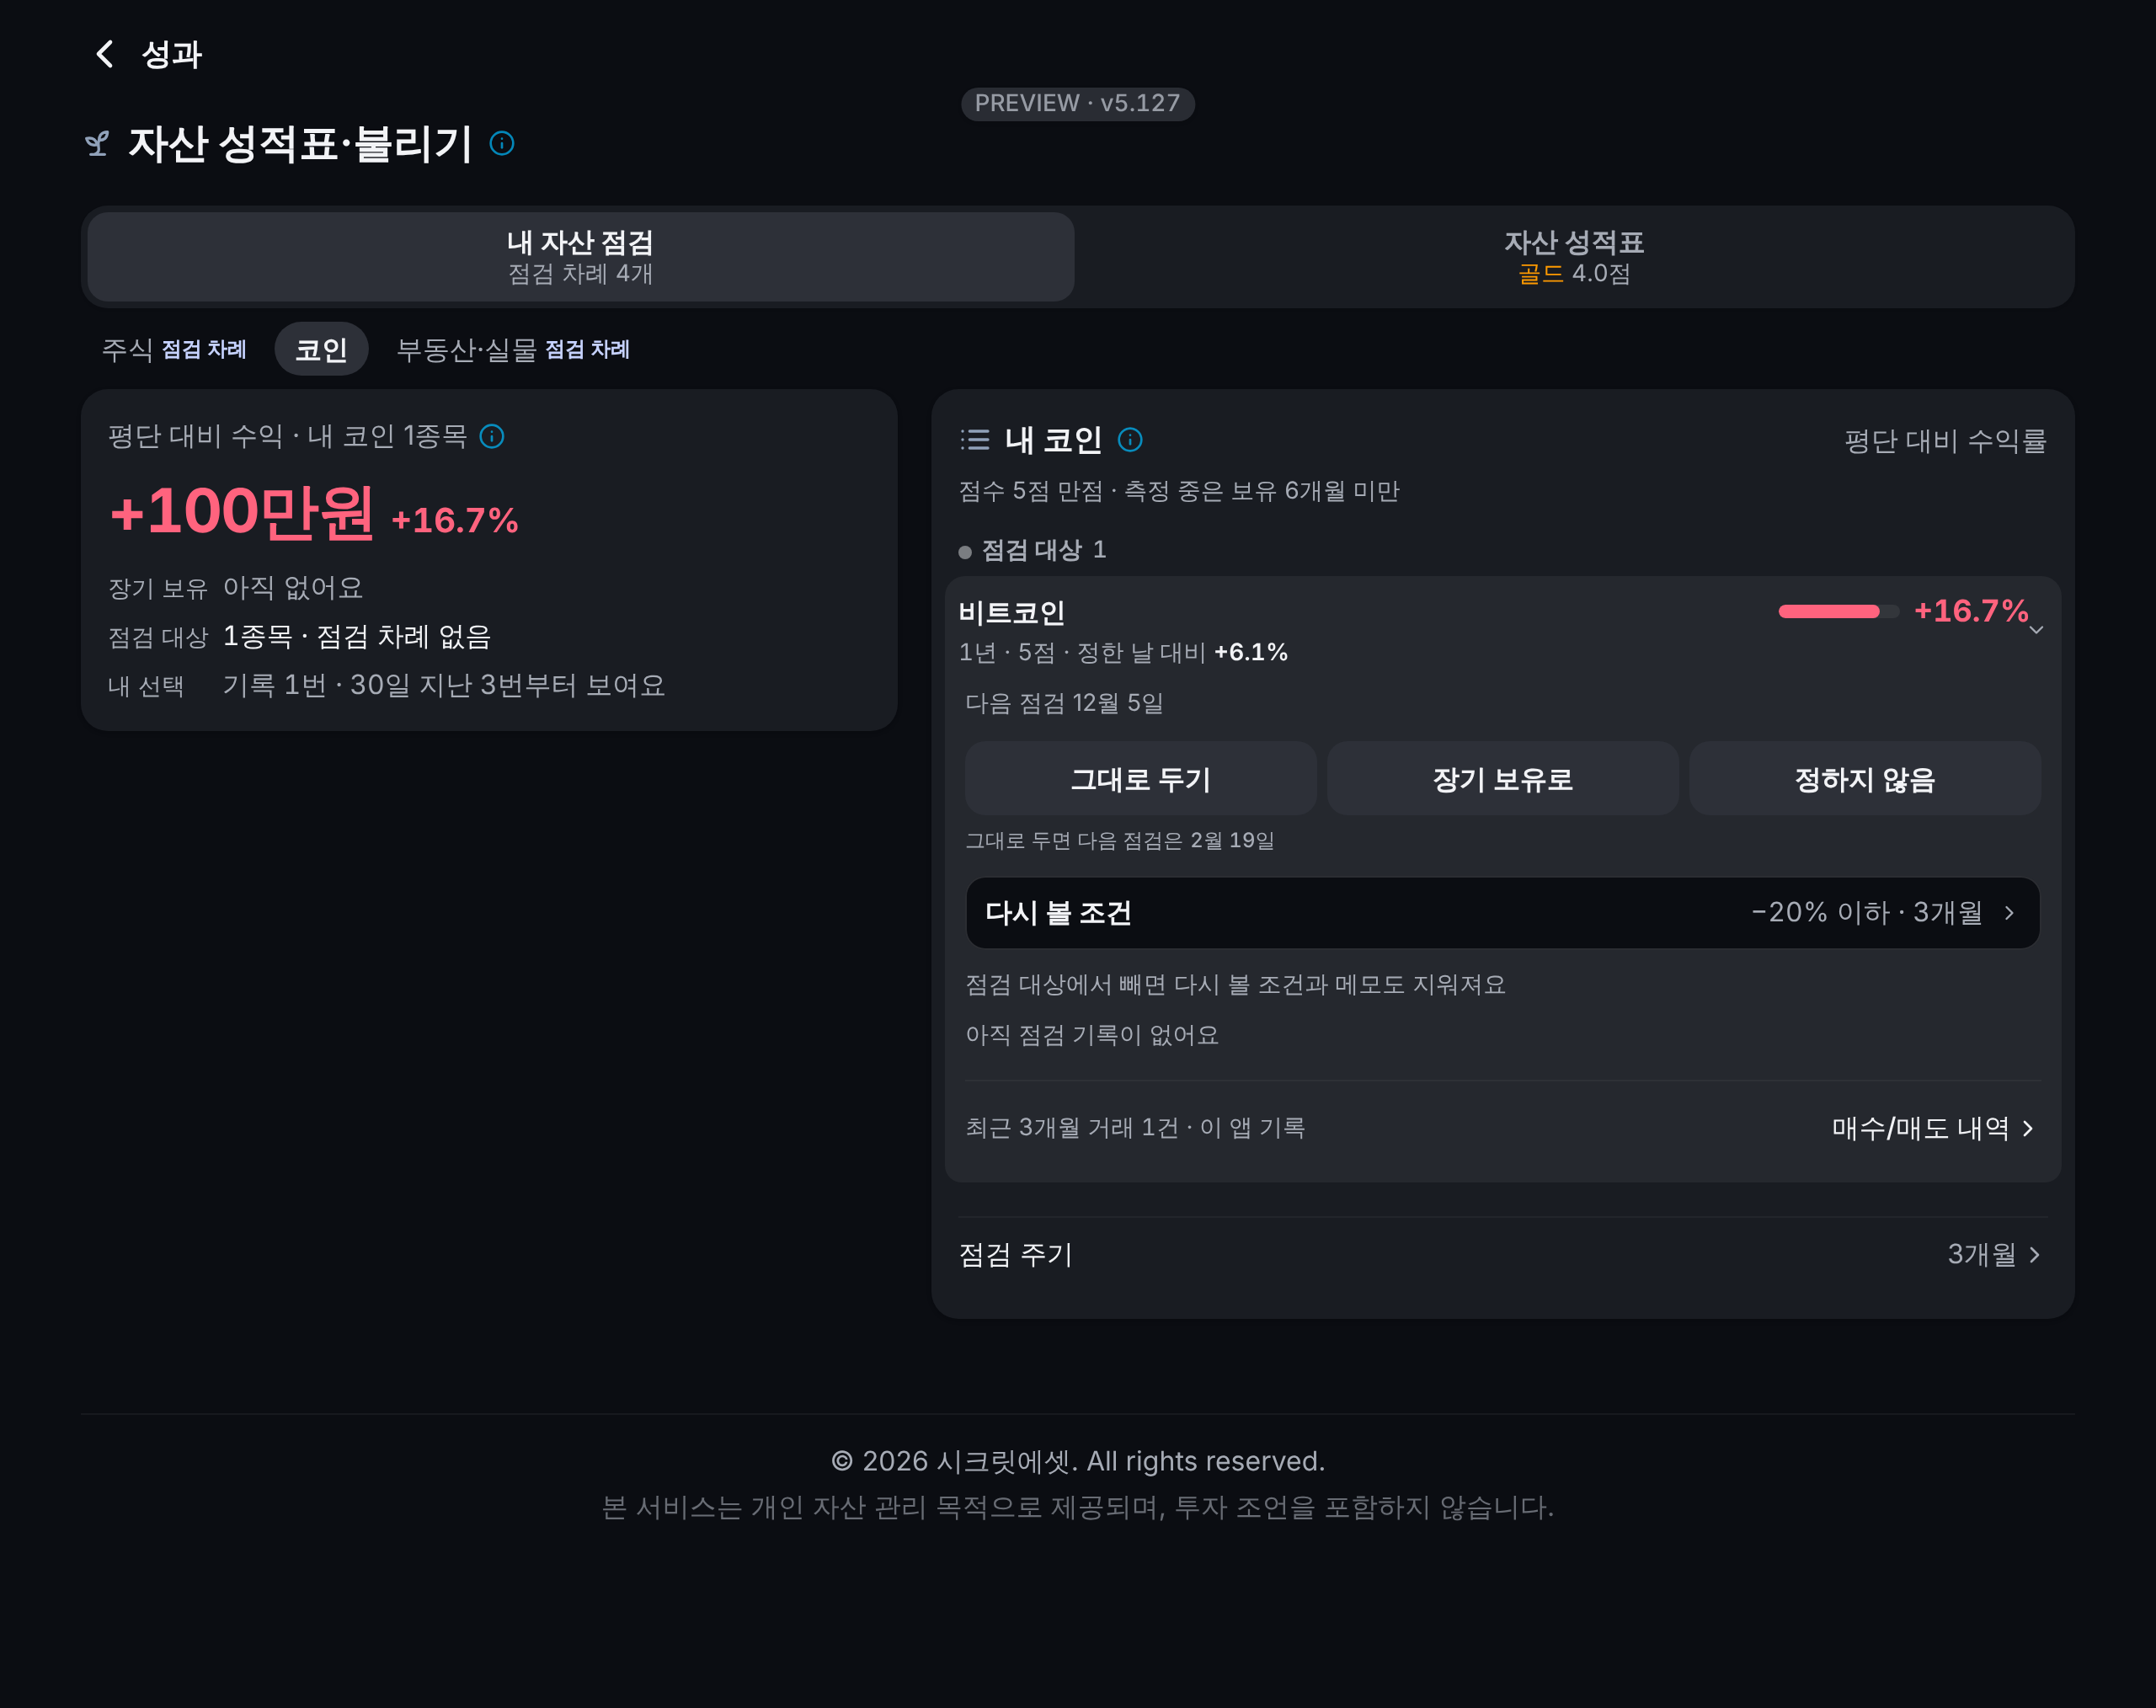 성과
PREVIEW · v5.127
자산 성적표·불리기
내 자산 점검
점검 차례 4개
자산 성적표
골드 4.0점
주식 점검 차례
코인
부동산·실물 점검 차례
평단 대비 수익 · 내 코인 1종목
+100만원 +16.7%
장기 보유 아직 없어요
점검 대상 1종목 · 점검 차례 없음
내 선택 기록 1번 · 30일 지난 3번부터 보여요
내 코인
평단 대비 수익률
점수 5점 만점 · 측정 중은 보유 6개월 미만
점검 대상 1
비트코인
+16.7%
1년 · 5점 · 정한 날 대비 +6.1%
다음 점검 12월 5일
그대로 두기
장기 보유로
정하지 않음
그대로 두면 다음 점검은 2월 19일
다시 볼 조건
−20% 이하 · 3개월
점검 대상에서 빼면 다시 볼 조건과 메모도 지워져요
아직 점검 기록이 없어요
최근 3개월 거래 1건 · 이 앱 기록
매수/매도 내역
점검 주기
3개월
© 2026 시크릿에셋. All rights reserved.
본 서비스는 개인 자산 관리 목적으로 제공되며, 투자 조언을 포함하지 않습니다.